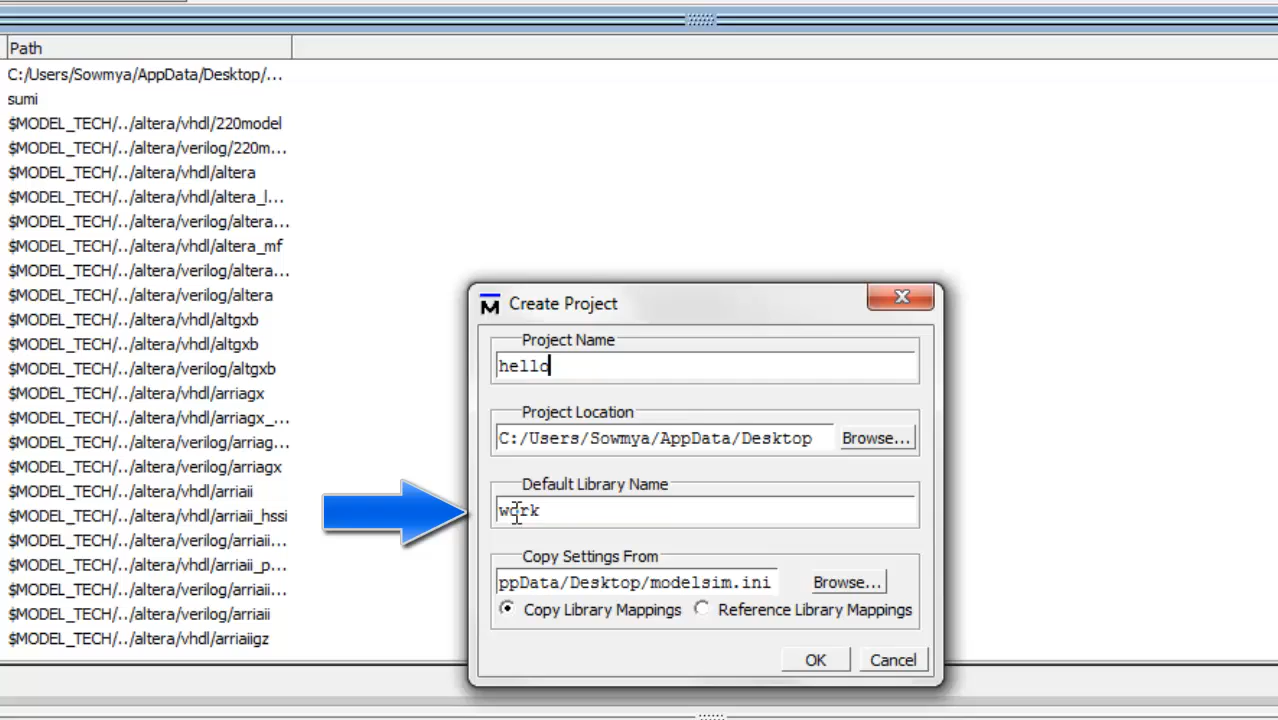 Path
C:/Users/Sowmya/AppData/Desktop/...
sumi
$MODEL_TECH/../altera/vhdl/220model
$MODEL_TECH/../altera/verilog/220m...
$MODEL_TECH/../altera/vhdl/altera
$MODEL_TECH/../altera/vhdl/altera_l...
$MODEL_TECH/../altera/verilog/altera...
$MODEL_TECH/../altera/vhdl/altera_mf
$MODEL_TECH/../altera/verilog/altera...
$MODEL_TECH/../altera/verilog/altera
$MODEL_TECH/../altera/vhdl/altgxb
$MODEL_TECH/../altera/vhdl/altgxb
$MODEL_TECH/../altera/verilog/altgxb
$MODEL_TECH/../altera/vhdl/arriagx
$MODEL_TECH/../altera/vhdl/arriagx_...
$MODEL_TECH/../altera/verilog/arriag...
$MODEL_TECH/../altera/verilog/arriagx
$MODEL_TECH/../altera/vhdl/arriaii
$MODEL_TECH/../altera/vhdl/arriaii_hssi
$MODEL_TECH/../altera/verilog/arriaii...
$MODEL_TECH/../altera/vhdl/arriaii_p...
$MODEL_TECH/../altera/verilog/arriaii...
$MODEL_TECH/../altera/verilog/arriaii
$MODEL_TECH/../altera/vhdl/arriaiigz
M Create Project
Project Name
hello
Project Location
C:/Users/Sowmya/AppData/Desktop Browse...
Default Library Name
work
Copy Settings From
ppData/Desktop/modelsim.ini Browse...
Copy Library Mappings Reference Library Mappings
OK Cancel